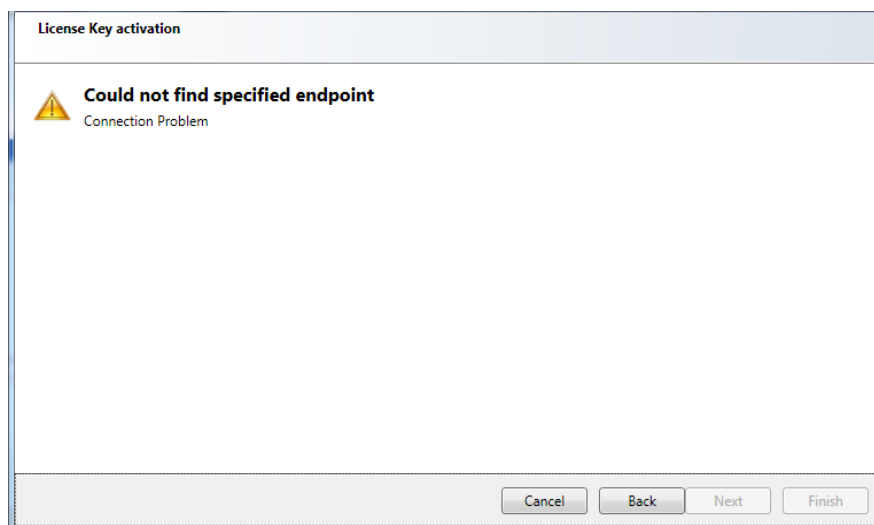 License Key activation
Could not find specified endpoint
Connection Problem
Cancel Back Next Finish